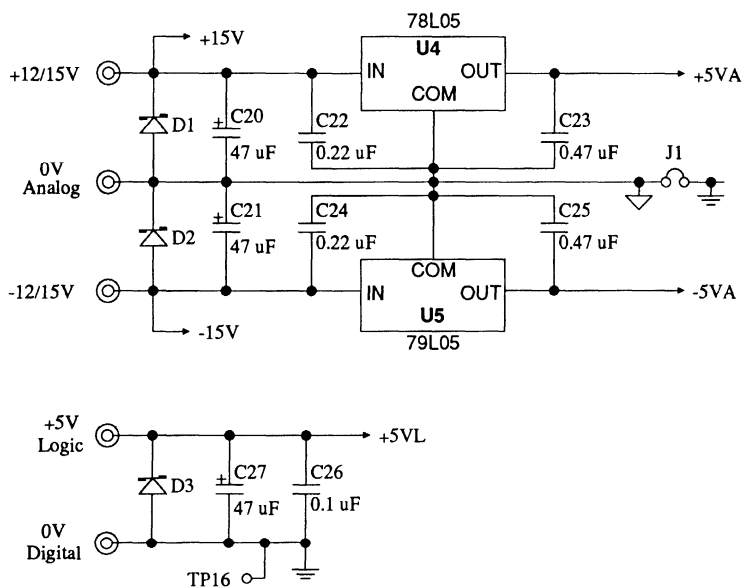 78L05
+15V
U4
+12/15V
IN
OUT
+5VA
COM
D1
+
C20
47 uF
C22
0.22 uF
C23
0.47 uF
J1
0V
Analog
D2
+
C21
47 uF
C24
0.22 uF
C25
0.47 uF
COM
-12/15V
IN
OUT
-5VA
U5
-15V
79L05
+5V
Logic
+5VL
D3
+
C27
47 uF
C26
0.1 uF
0V
Digital
TP16